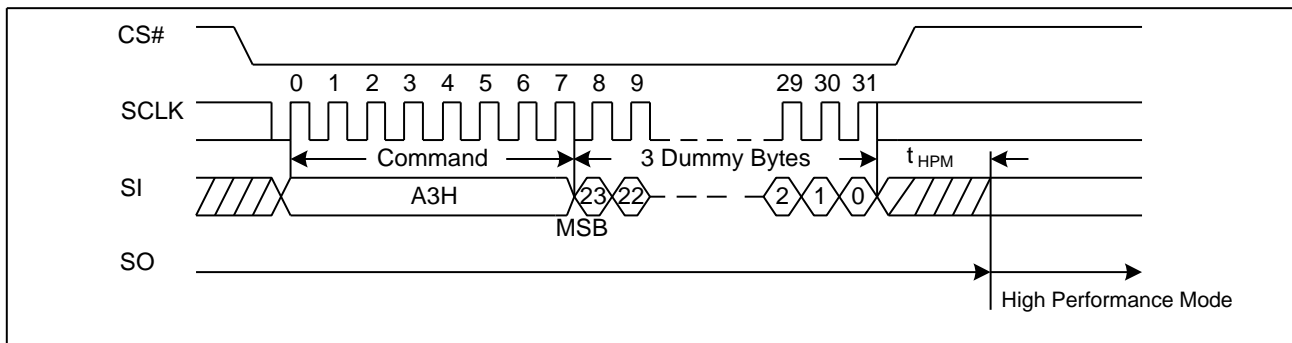 CS#
0 1 2 3 4 5 6 7 8 9 29 30 31
SCLK
Command 3 Dummy Bytes tHPM
SI A3H 23 22 2 1 0
MSB
SO
High Performance Mode